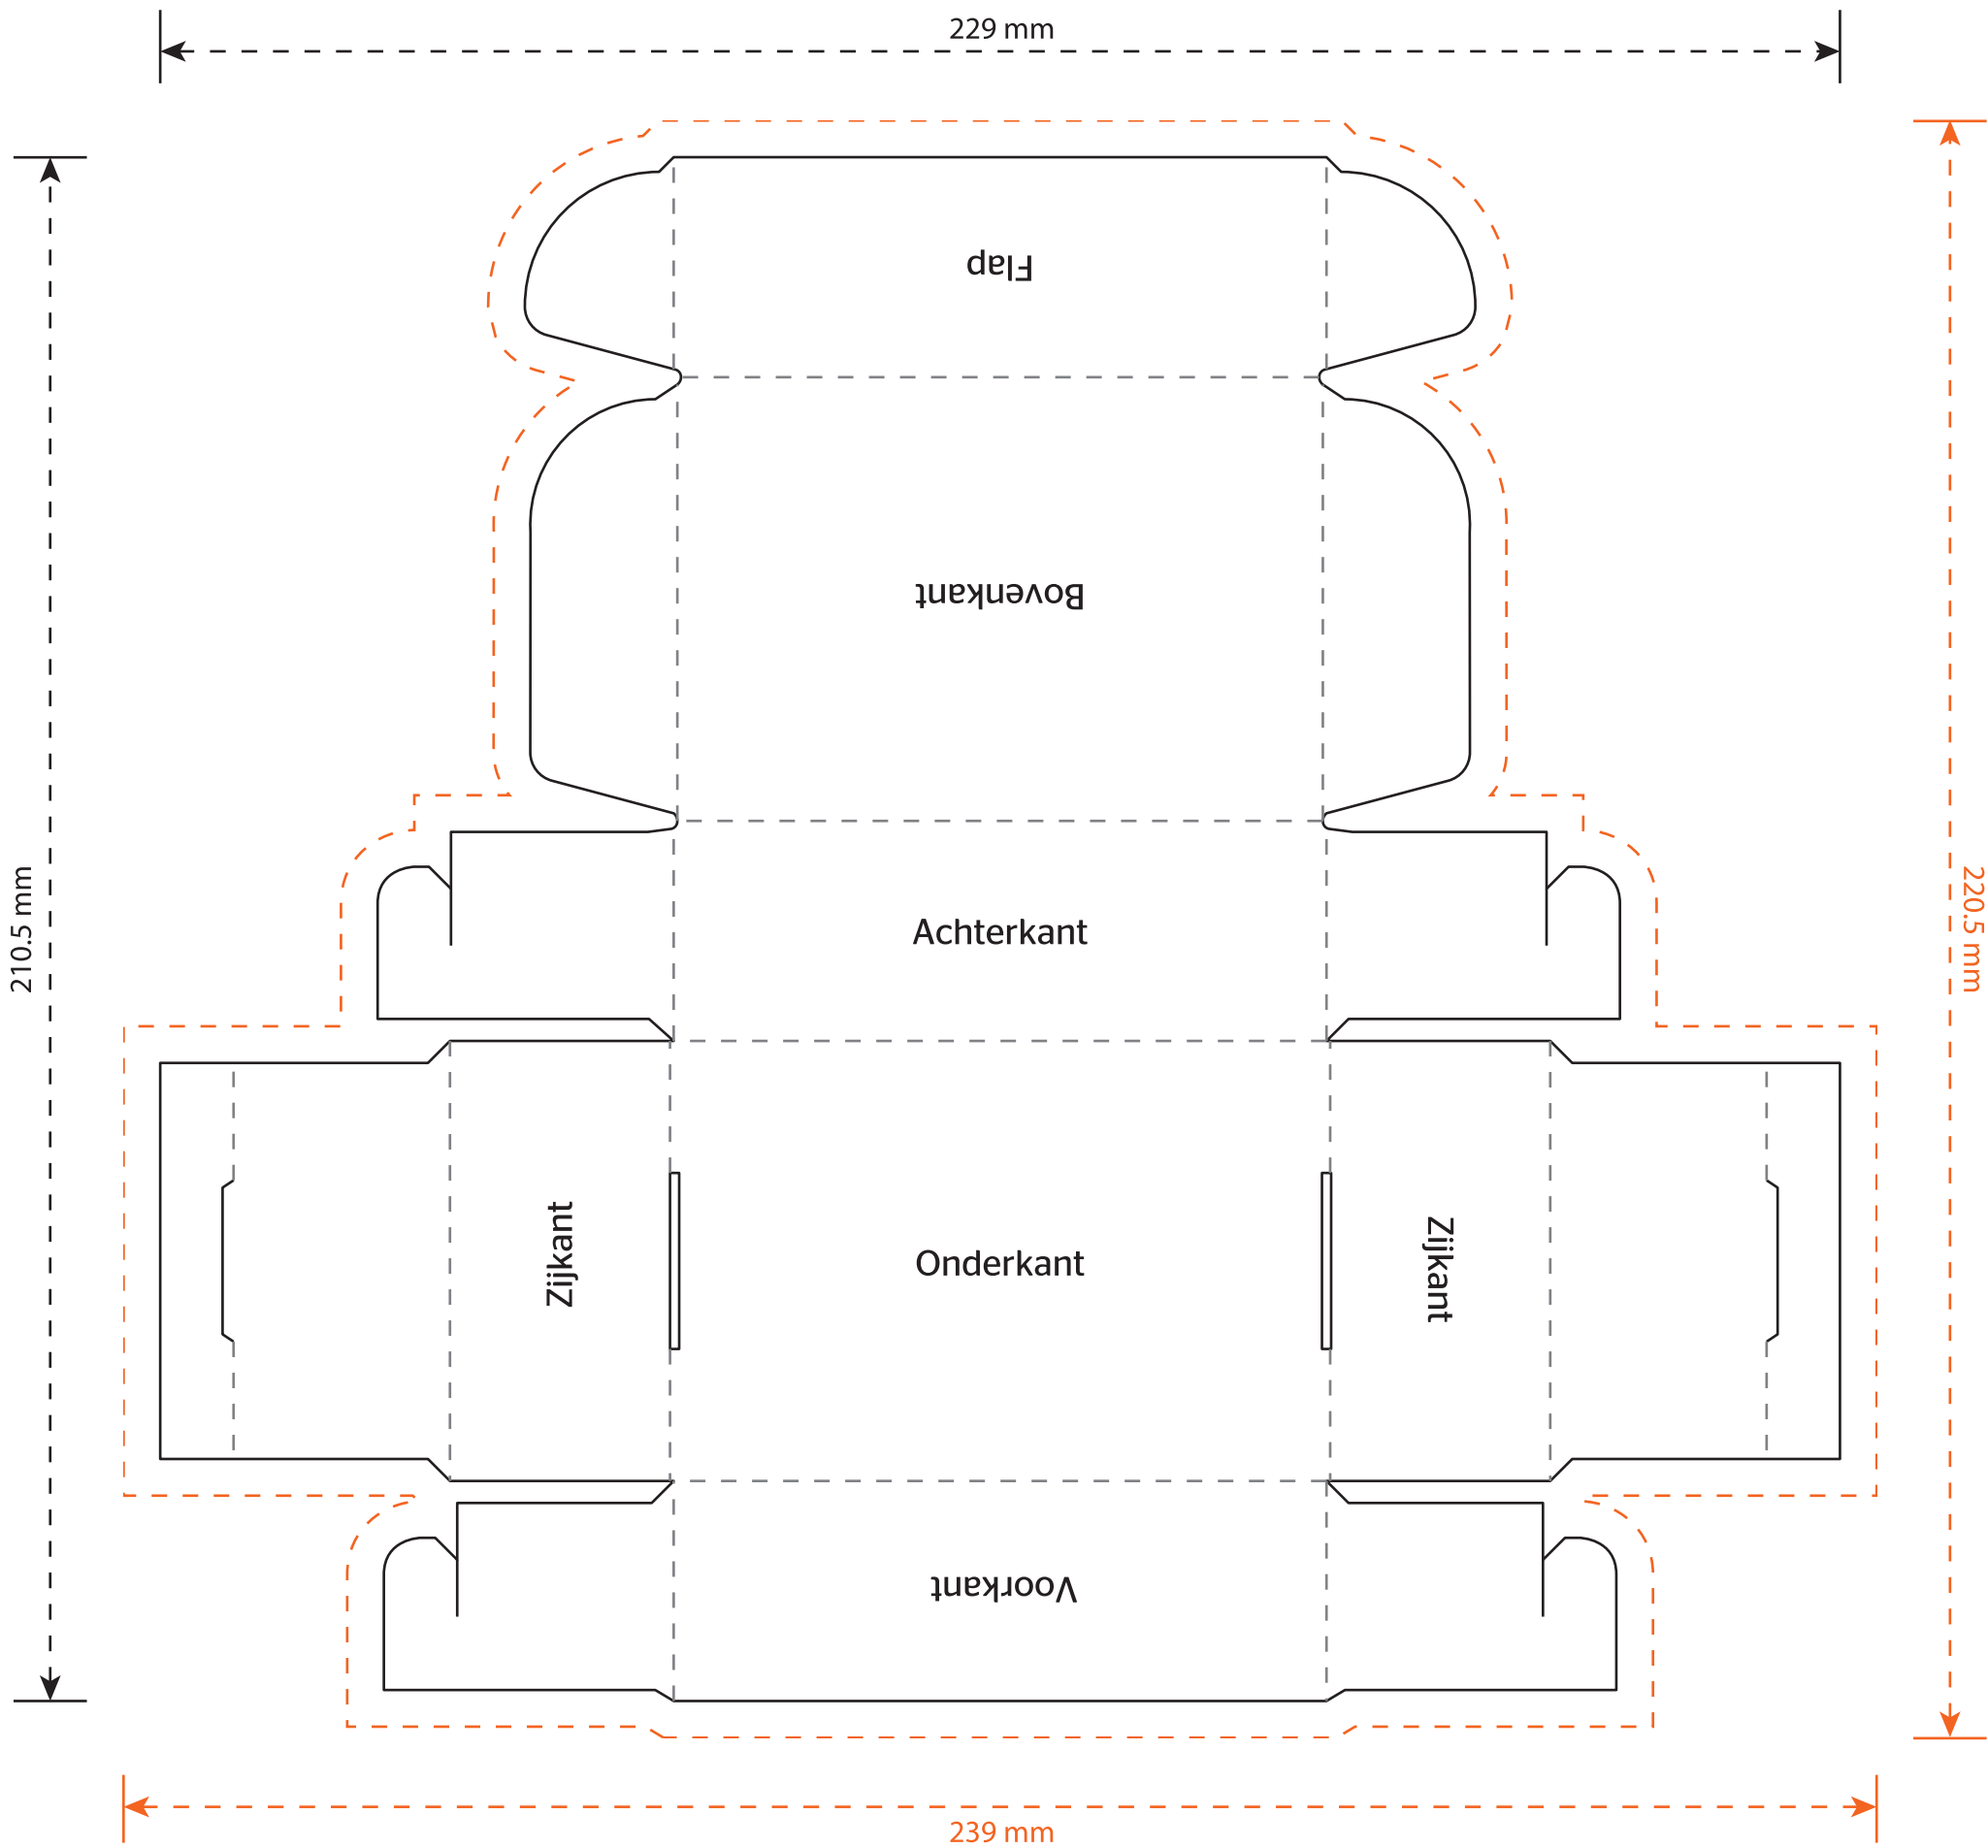 229 mm
Flap
Bovenkant
210.5 mm
Achterkant
220.5 mm
Zijkant
Onderkant
Zijkant
Voorkant
239 mm